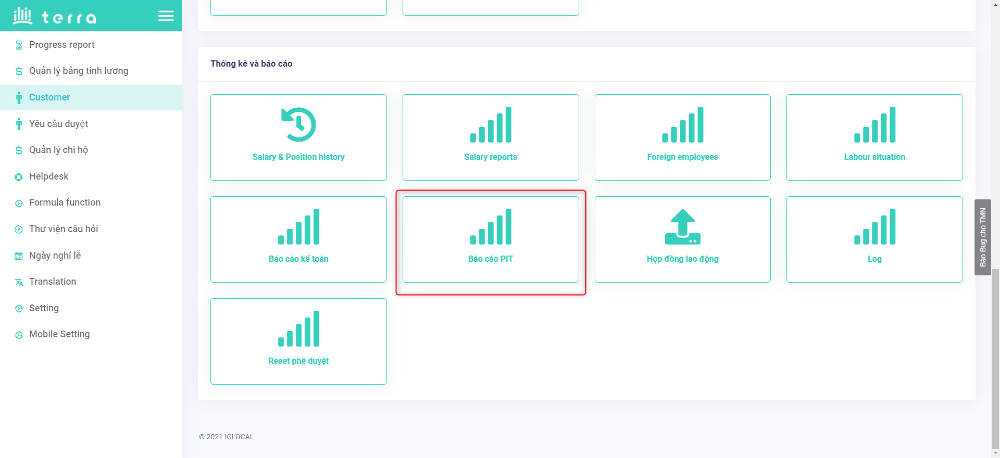 terra
Progress report
Quản lý bảng tính lương
Customer
Yêu cầu duyệt
Quản lý chi hộ
Helpdesk
Formula function
Thư viện câu hỏi
Ngày nghỉ lễ
Translation
Setting
Mobile Setting
Thống kê và báo cáo
Salary & Position history
Salary reports
Foreign employees
Labour situation
Báo cáo kế toán
Báo cáo PIT
Hợp đồng lao động
Log
Reset phê duyệt
Báo Bug cho TMN
© 2021 IGLOCAL